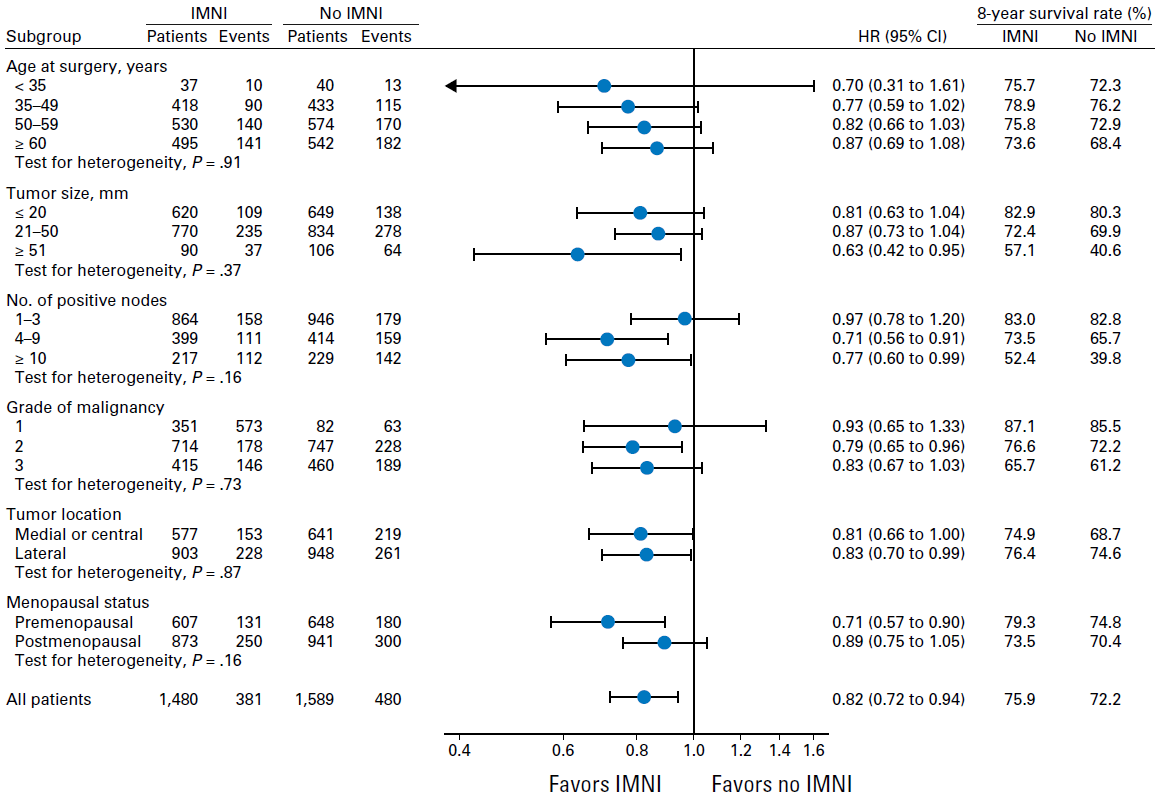 IMNI No IMNI 8-year survival rate (%)
Subgroup Patients Events Patients Events HR (95% CI) IMNI No IMNI
Age at surgery, years
< 35 37 10 40 13 0.70 (0.31 to 1.61) 75.7 72.3
35–49 418 90 433 115 0.77 (0.59 to 1.02) 78.9 76.2
50–59 530 140 574 170 0.82 (0.66 to 1.03) 75.8 72.9
≥ 60 495 141 542 182 0.87 (0.69 to 1.08) 73.6 68.4
Test for heterogeneity, P = .91
Tumor size, mm
≤ 20 620 109 649 138 0.81 (0.63 to 1.04) 82.9 80.3
21–50 770 235 834 278 0.87 (0.73 to 1.04) 72.4 69.9
≥ 51 90 37 106 64 0.63 (0.42 to 0.95) 57.1 40.6
Test for heterogeneity, P = .37
No. of positive nodes
1–3 864 158 946 179 0.97 (0.78 to 1.20) 83.0 82.8
4–9 399 111 414 159 0.71 (0.56 to 0.91) 73.5 65.7
≥ 10 217 112 229 142 0.77 (0.60 to 0.99) 52.4 39.8
Test for heterogeneity, P = .16
Grade of malignancy
1 351 573 82 63 0.93 (0.65 to 1.33) 87.1 85.5
2 714 178 747 228 0.79 (0.65 to 0.96) 76.6 72.2
3 415 146 460 189 0.83 (0.67 to 1.03) 65.7 61.2
Test for heterogeneity, P = .73
Tumor location
Medial or central 577 153 641 219 0.81 (0.66 to 1.00) 74.9 68.7
Lateral 903 228 948 261 0.83 (0.70 to 0.99) 76.4 74.6
Test for heterogeneity, P = .87
Menopausal status
Premenopausal 607 131 648 180 0.71 (0.57 to 0.90) 79.3 74.8
Postmenopausal 873 250 941 300 0.89 (0.75 to 1.05) 73.5 70.4
Test for heterogeneity, P = .16
All patients 1,480 381 1,589 480 0.82 (0.72 to 0.94) 75.9 72.2
0.4 0.6 0.8 1.0 1.2 1.4 1.6
Favors IMNI Favors no IMNI